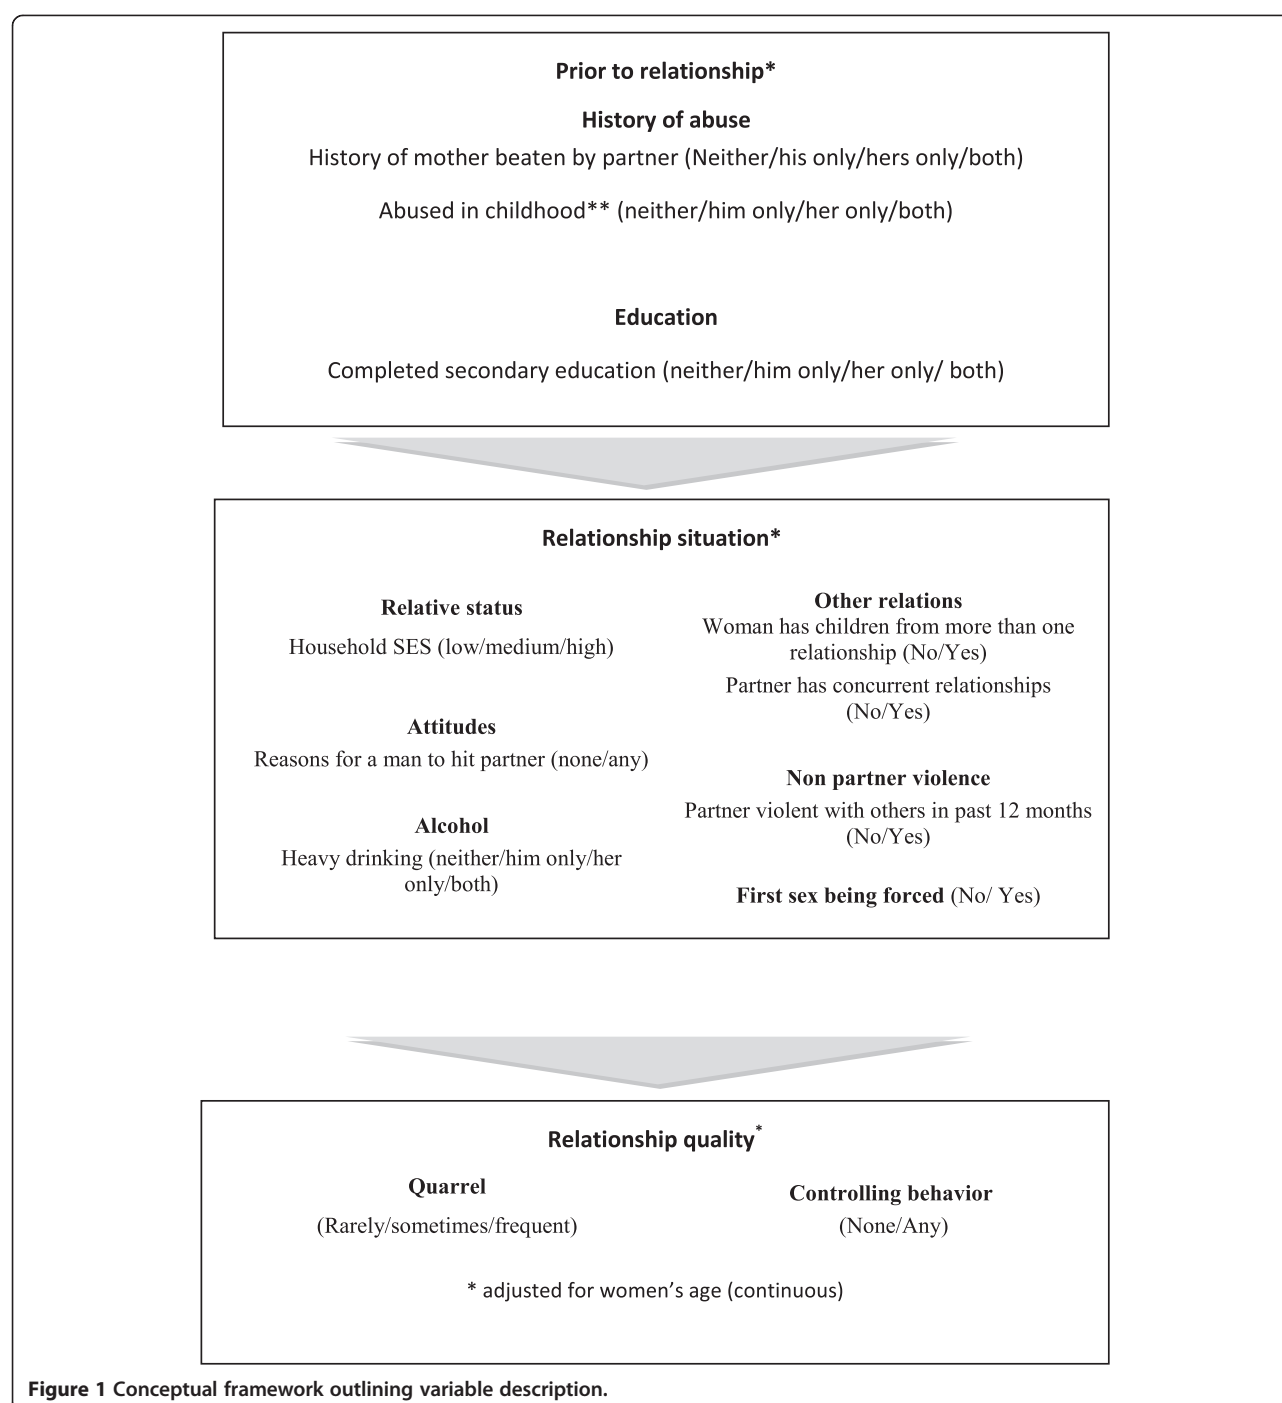 Prior to relationship*
History of abuse
History of mother beaten by partner (Neither/his only/hers only/both)
Abused in childhood** (neither/him only/her only/both)
Education
Completed secondary education (neither/him only/her only/ both)
Relationship situation*
Relative status
Household SES (low/medium/high)
Attitudes
Reasons for a man to hit partner (none/any)
Alcohol
Heavy drinking (neither/him only/her
only/both)
Other relations
Woman has children from more than one
relationship (No/Yes)
Partner has concurrent relationships
(No/Yes)
Non partner violence
Partner violent with others in past 12 months
(No/Yes)
First sex being forced (No/ Yes)
Relationship quality*
Quarrel
(Rarely/sometimes/frequent)
Controlling behavior
(None/Any)
* adjusted for women’s age (continuous)
Figure 1 Conceptual framework outlining variable description.